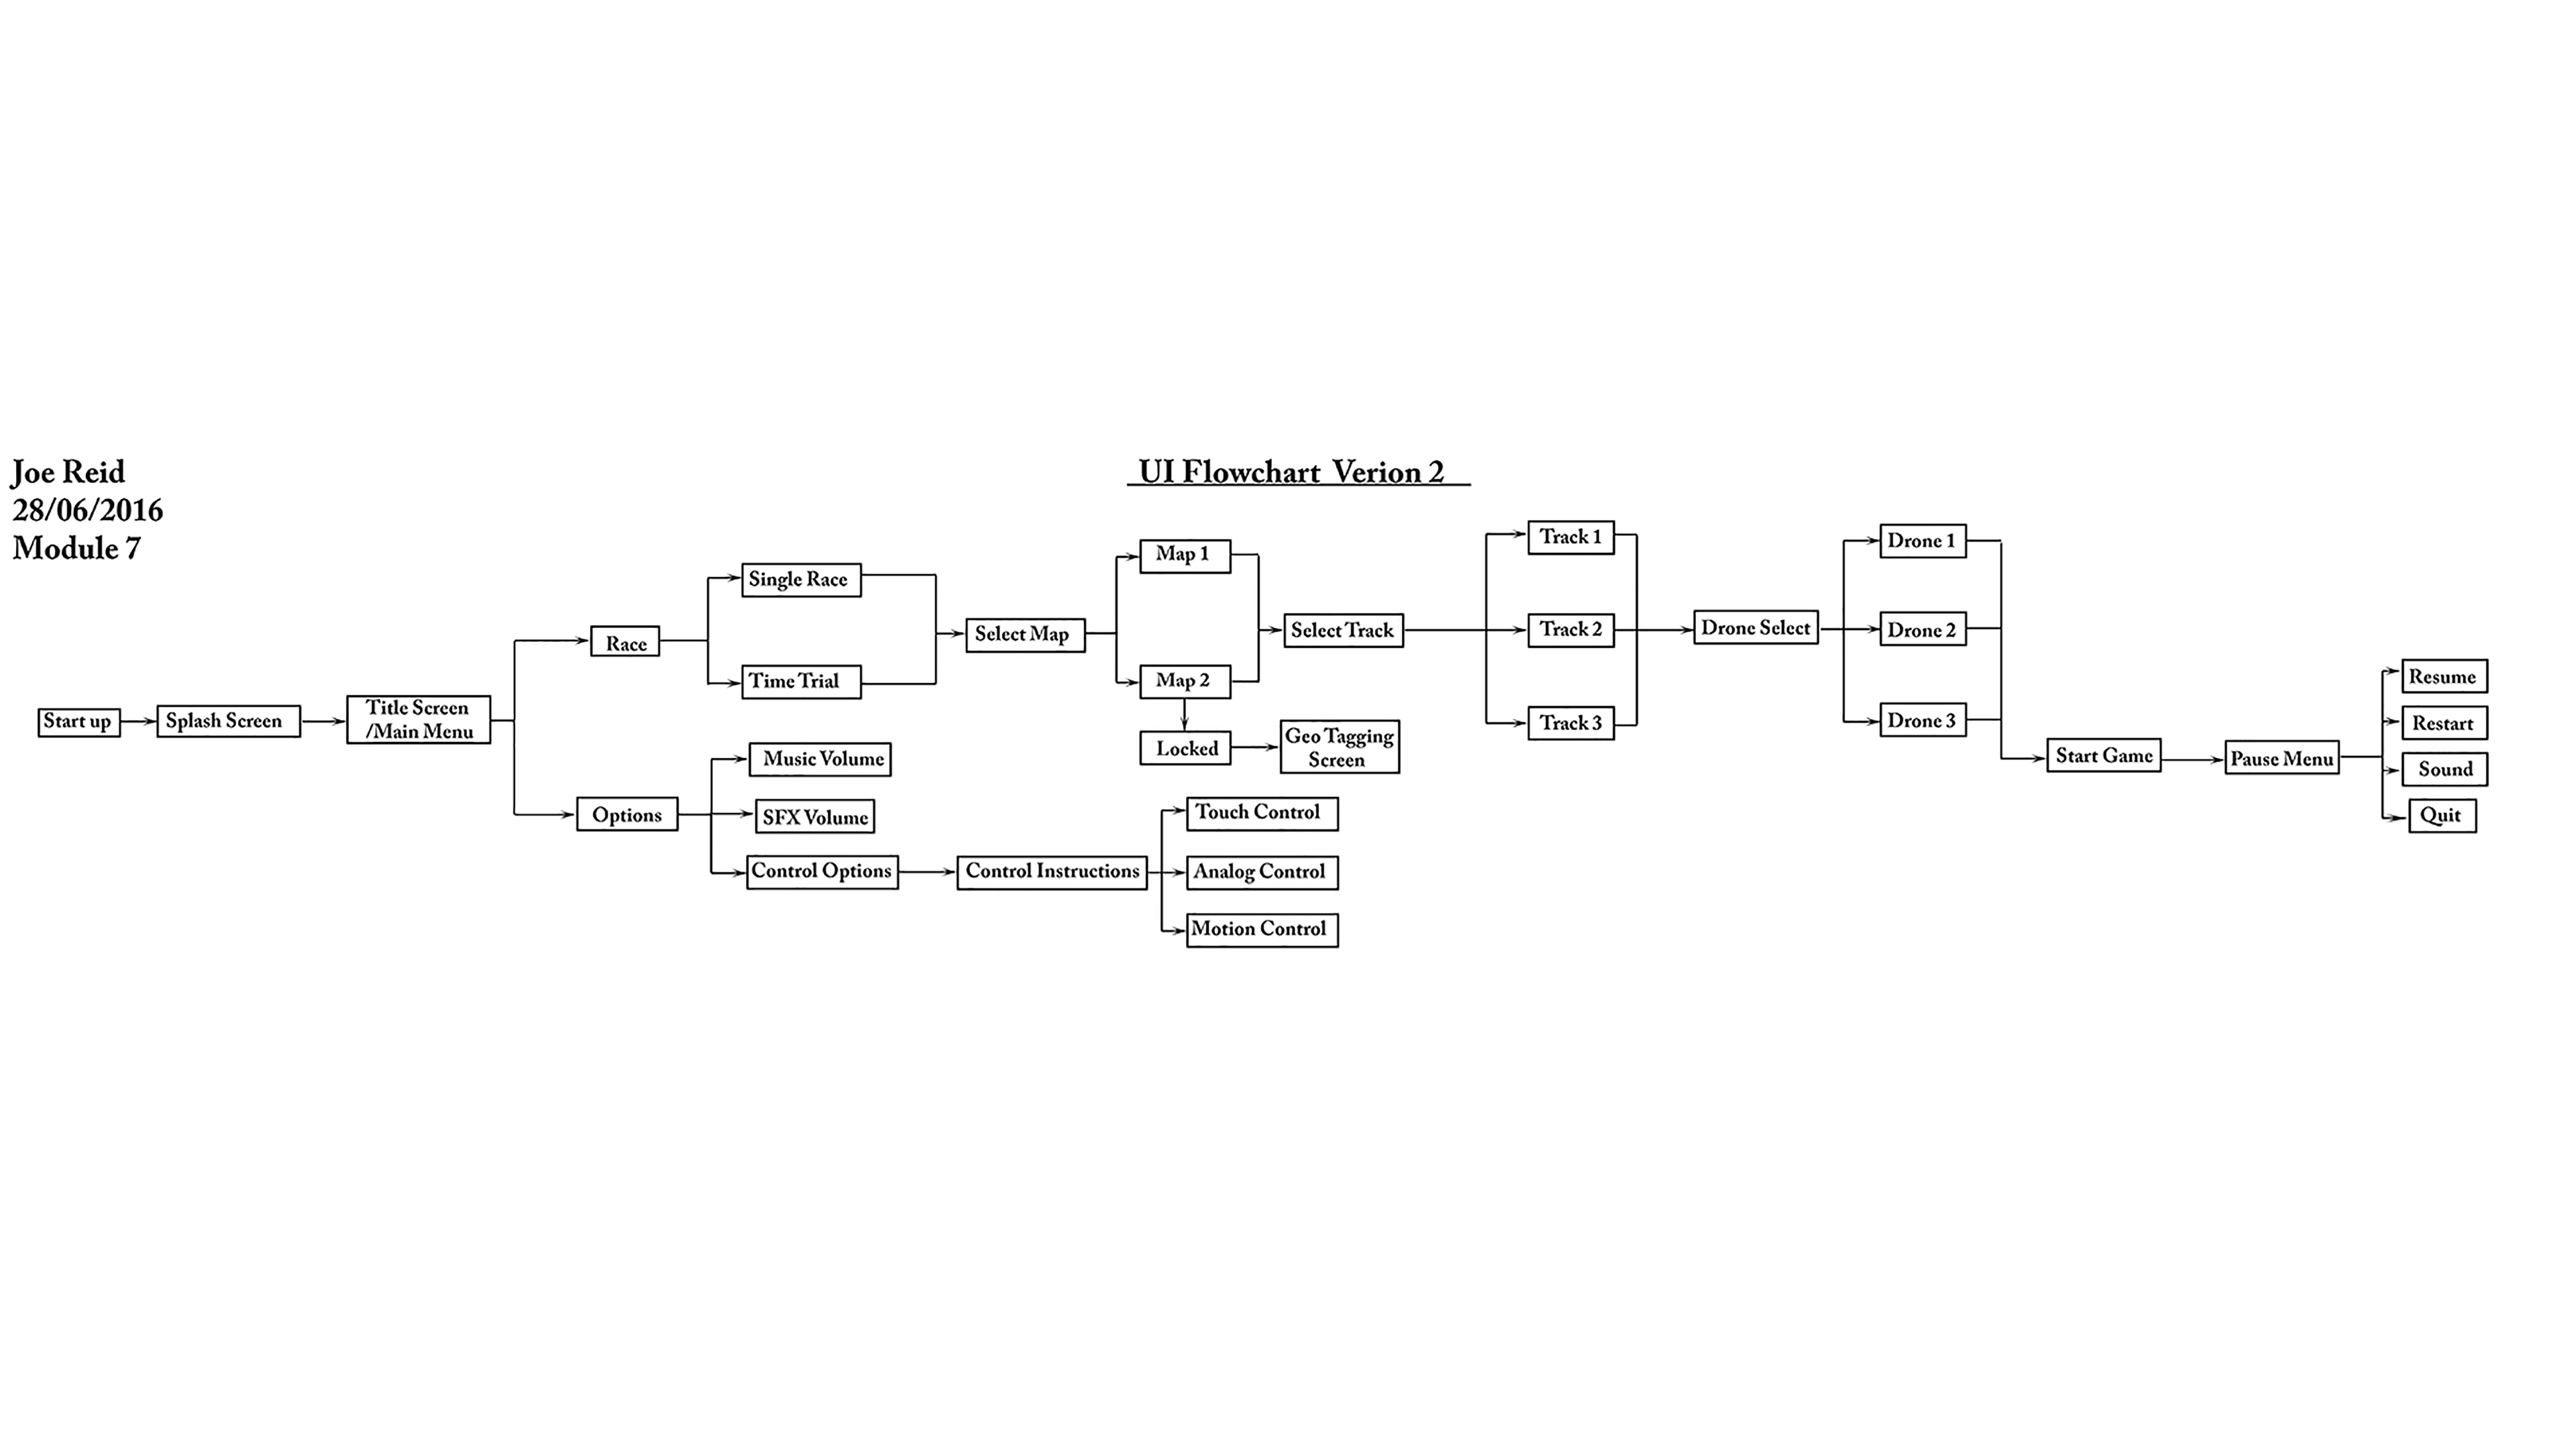 Joe Reid
28/06/2016
Module 7
UI Flowchart Verion 2
Start up
Splash Screen
Title Screen
/Main Menu
Race
Options
Single Race
Time Trial
Music Volume
SFX Volume
Control Options
Select Map
Control Instructions
Map 1
Map 2
Locked
Geo Tagging
Screen
Touch Control
Analog Control
Motion Control
Select Track
Track 1
Track 2
Track 3
Drone Select
Drone 1
Drone 2
Drone 3
Start Game
Pause Menu
Resume
Restart
Sound
Quit